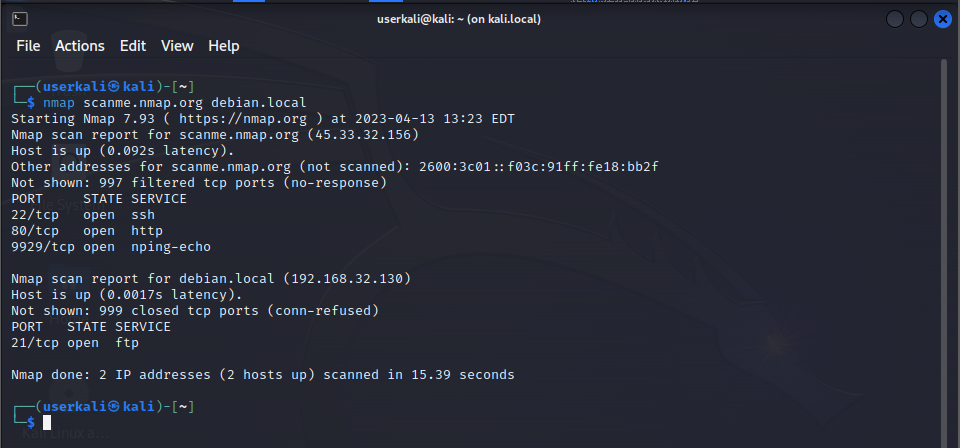 userkali@kali: ~ (on kali.local)
File Actions Edit View Help
┌──(userkali㉿kali)-[~]
└─$ nmap scanme.nmap.org debian.local
Starting Nmap 7.93 ( https://nmap.org ) at 2023-04-13 13:23 EDT
Nmap scan report for scanme.nmap.org (45.33.32.156)
Host is up (0.092s latency).
Other addresses for scanme.nmap.org (not scanned): 2600:3c01::f03c:91ff:fe18:bb2f
Not shown: 997 filtered tcp ports (no-response)
PORT     STATE SERVICE
22/tcp   open  ssh
80/tcp   open  http
9929/tcp open  nping-echo
Nmap scan report for debian.local (192.168.32.130)
Host is up (0.0017s latency).
Not shown: 999 closed tcp ports (conn-refused)
PORT   STATE SERVICE
21/tcp open  ftp
Nmap done: 2 IP addresses (2 hosts up) scanned in 15.39 seconds
┌──(userkali㉿kali)-[~]
└─$
Kali Linux a...